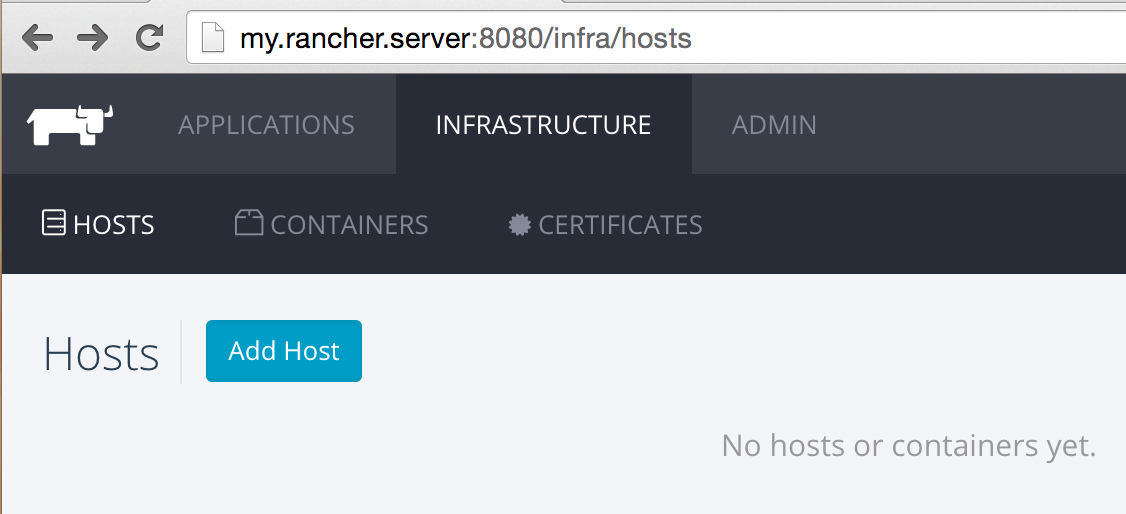 my.rancher.server:8080/infra/hosts
APPLICATIONS INFRASTRUCTURE ADMIN
HOSTS CONTAINERS CERTIFICATES
Hosts Add Host
No hosts or containers yet.